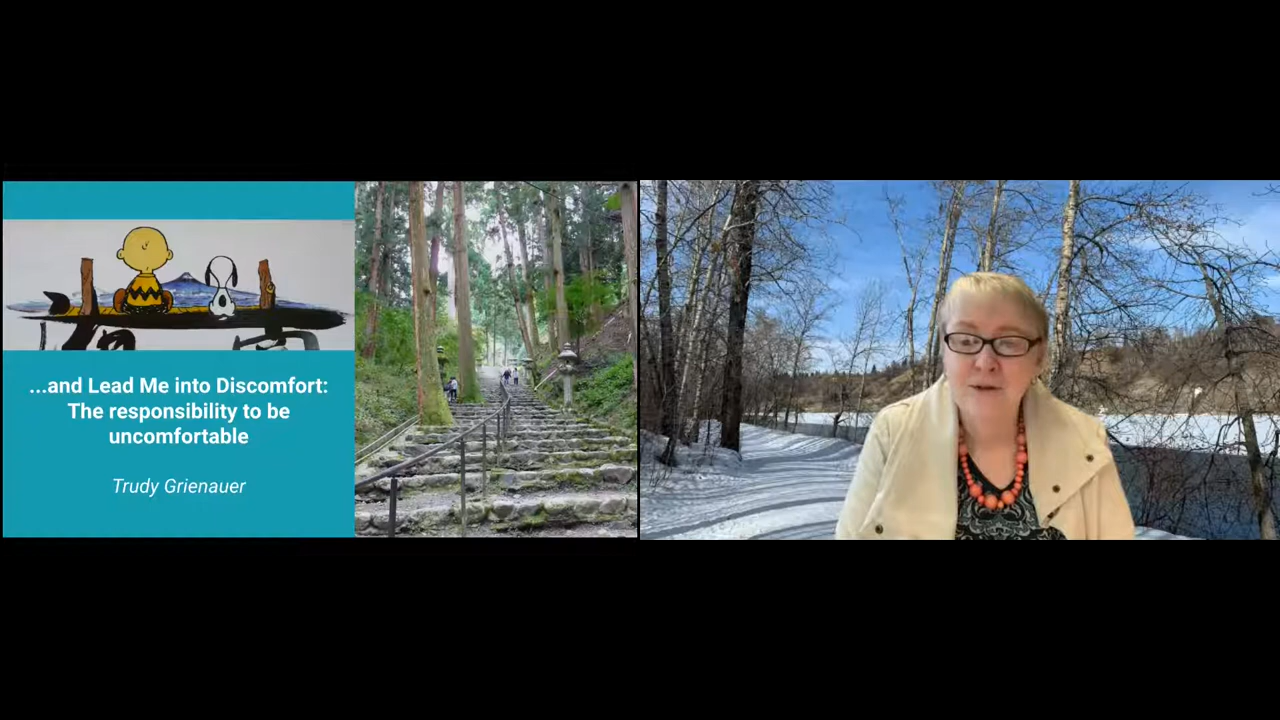 ...and Lead Me into Discomfort:
The responsibility to be
uncomfortable
Trudy Grienauer